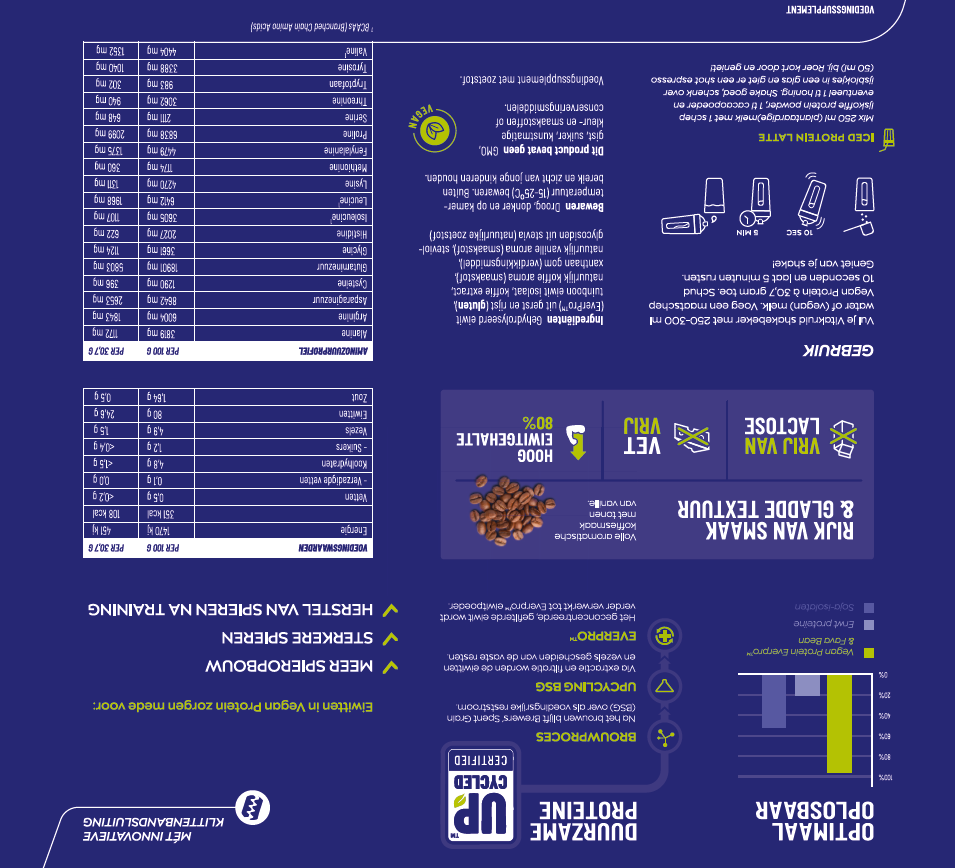 OPTIMAAL
OPLOSBAAR
100%
80%
60%
40%
20%
0%
Vegan Protein Everpro™
& Fava Bean
Erwt proteine
Soja-isolaten
DUURZAME
PROTEINE
UP
TM
CYCLED
CERTIFIED
BROUWPROCES
Na het brouwen blijft Brewers' Spent Grain
(BSG) over als voedingsrijke reststroom.
UPCYCLING BSG
Via extractie en filtratie worden de eiwitten
en vezels gescheiden van de vaste resten.
EVERPRO™
Het geconcentreerde, gefilterde eiwit wordt
verder verwerkt tot Everpro™ eiwitpoeder.
MÉT INNOVATIEVE
KLITTENBANDSLUITING
Eiwitten in Vegan Protein zorgen mede voor:
MEER SPIEROPBOUW
STERKERE SPIEREN
HERSTEL VAN SPIEREN NA TRAINING
RIJK VAN SMAAK
& GLADDE TEXTUUR
Volle aromatische
koffiesmaak
met tonen
van vanille.
VRIJ VAN
LACTOSE
VET
VRIJ
HOOG
EIWITGEHALTE
80%
GEBRUIK
Vul je Vitakruid shakebeker met 250-300 ml
water of (vegan) melk. Voeg een maatschep
Vegan Protein à 30,7 gram toe. Schud
10 seconden en laat 5 minuten rusten.
Geniet van je shake!
10 SEC
5 MIN
ICED PROTEIN LATTE
Mix 250 ml (plantaardige)melk met 1 schep
ijskoffie protein powder, 1 tl cacaopoeder en
eventueel 1 tl honing. Shake goed, schenk over
ijsblokjes in een glas en giet er een shot espresso
(50 ml) bij. Roer kort door en geniet!
VOEDINGSSUPPLEMENT
Ingrediënten Gehydrolyseerd eiwit
(EverPro™) uit gerst en rijst (gluten),
tuinboon eiwit isolaat, koffie extract,
natuurlijk koffie aroma (smaakstof),
xanthaan gom (verdikkingsmiddel),
natuurlijk vanille aroma (smaakstof), steviol-
glycosiden uit stevia (natuurlijke zoetstof)
Bewaren Droog, donker en op kamer-
temperatuur (15-25ºC) bewaren. Buiten
bereik en zicht van jonge kinderen houden.
Dit product bevat geen GMO,
gist, suiker, kunstmatige
kleur- en smaakstoffen of
conserveringsmiddelen.
VEGAN
Voedingssupplement met zoetstof.
VOEDINGSWAARDEN PER 100 G PER 30,7 G
Energie 1470 kj 451 kj
351 kcal 108 kcal
Vetten 0,5 g <0,2 g
- Verzadigde vetten 0,1 g 0,0 g
Koolhydraten 4,8 g <1,5 g
- Suikers 1,2 g <0,4 g
Vezels 4,9 g 1,5 g
Eiwitten 80 g 24,6 g
Zout 1,64 g 0,5 g
AMINOZUURPROFIEL PER 100 G PER 30,7 G
Alanine 3819 mg 1172 mg
Arginine 6004 mg 1843 mg
Asparaginezuur 8642 mg 2653 mg
Cysteine 1290 mg 396 mg
Glutaminezuur 18901 mg 5803 mg
Glycine 3661 mg 1124 mg
Histidine 2027 mg 622 mg
Isoleucine¹ 3605 mg 1107 mg
Leucine¹ 6412 mg 1968 mg
Lysine 4270 mg 1311 mg
Methionine 1174 mg 360 mg
Fenylalanine 4479 mg 1375 mg
Proline 6838 mg 2099 mg
Serine 2111 mg 648 mg
Threonine 3062 mg 940 mg
Tryptofaan 983 mg 302 mg
Tyrosine 3388 mg 1040 mg
Valine¹ 4404 mg 1352 mg
¹ BCAAs (Branched Chain Amino Acids)